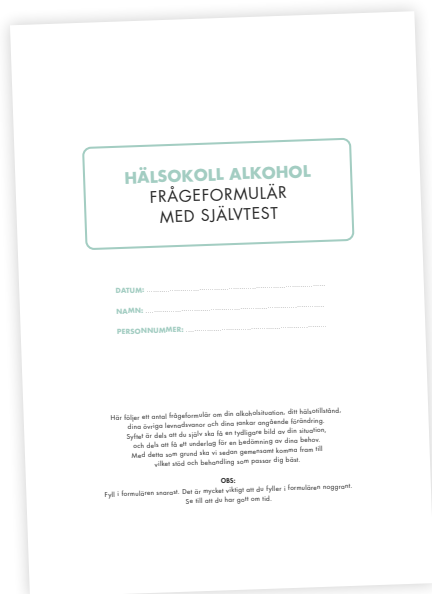 HÄLSOKOLL ALKOHOL
FRÅGEFORMULÄR
MED SJÄLVTEST
DATUM:
NAMN:
PERSONNUMMER:
Här följer ett antal frågeformulär om din alkoholsituation, ditt hälsotillstånd,
dina övriga levnadsvanor och dina tankar angående förändring.
Syftet är dels att du själv ska få en tydligare bild av din situation,
och dels att få ett underlag för en bedömning av dina behov.
Med detta som grund ska vi sedan gemensamt komma fram till
vilket stöd och behandling som passar dig bäst.
OBS:
Fyll i formulären snarast. Det är mycket viktigt att du fyller i formulären noggrant.
Se till att du har gott om tid.